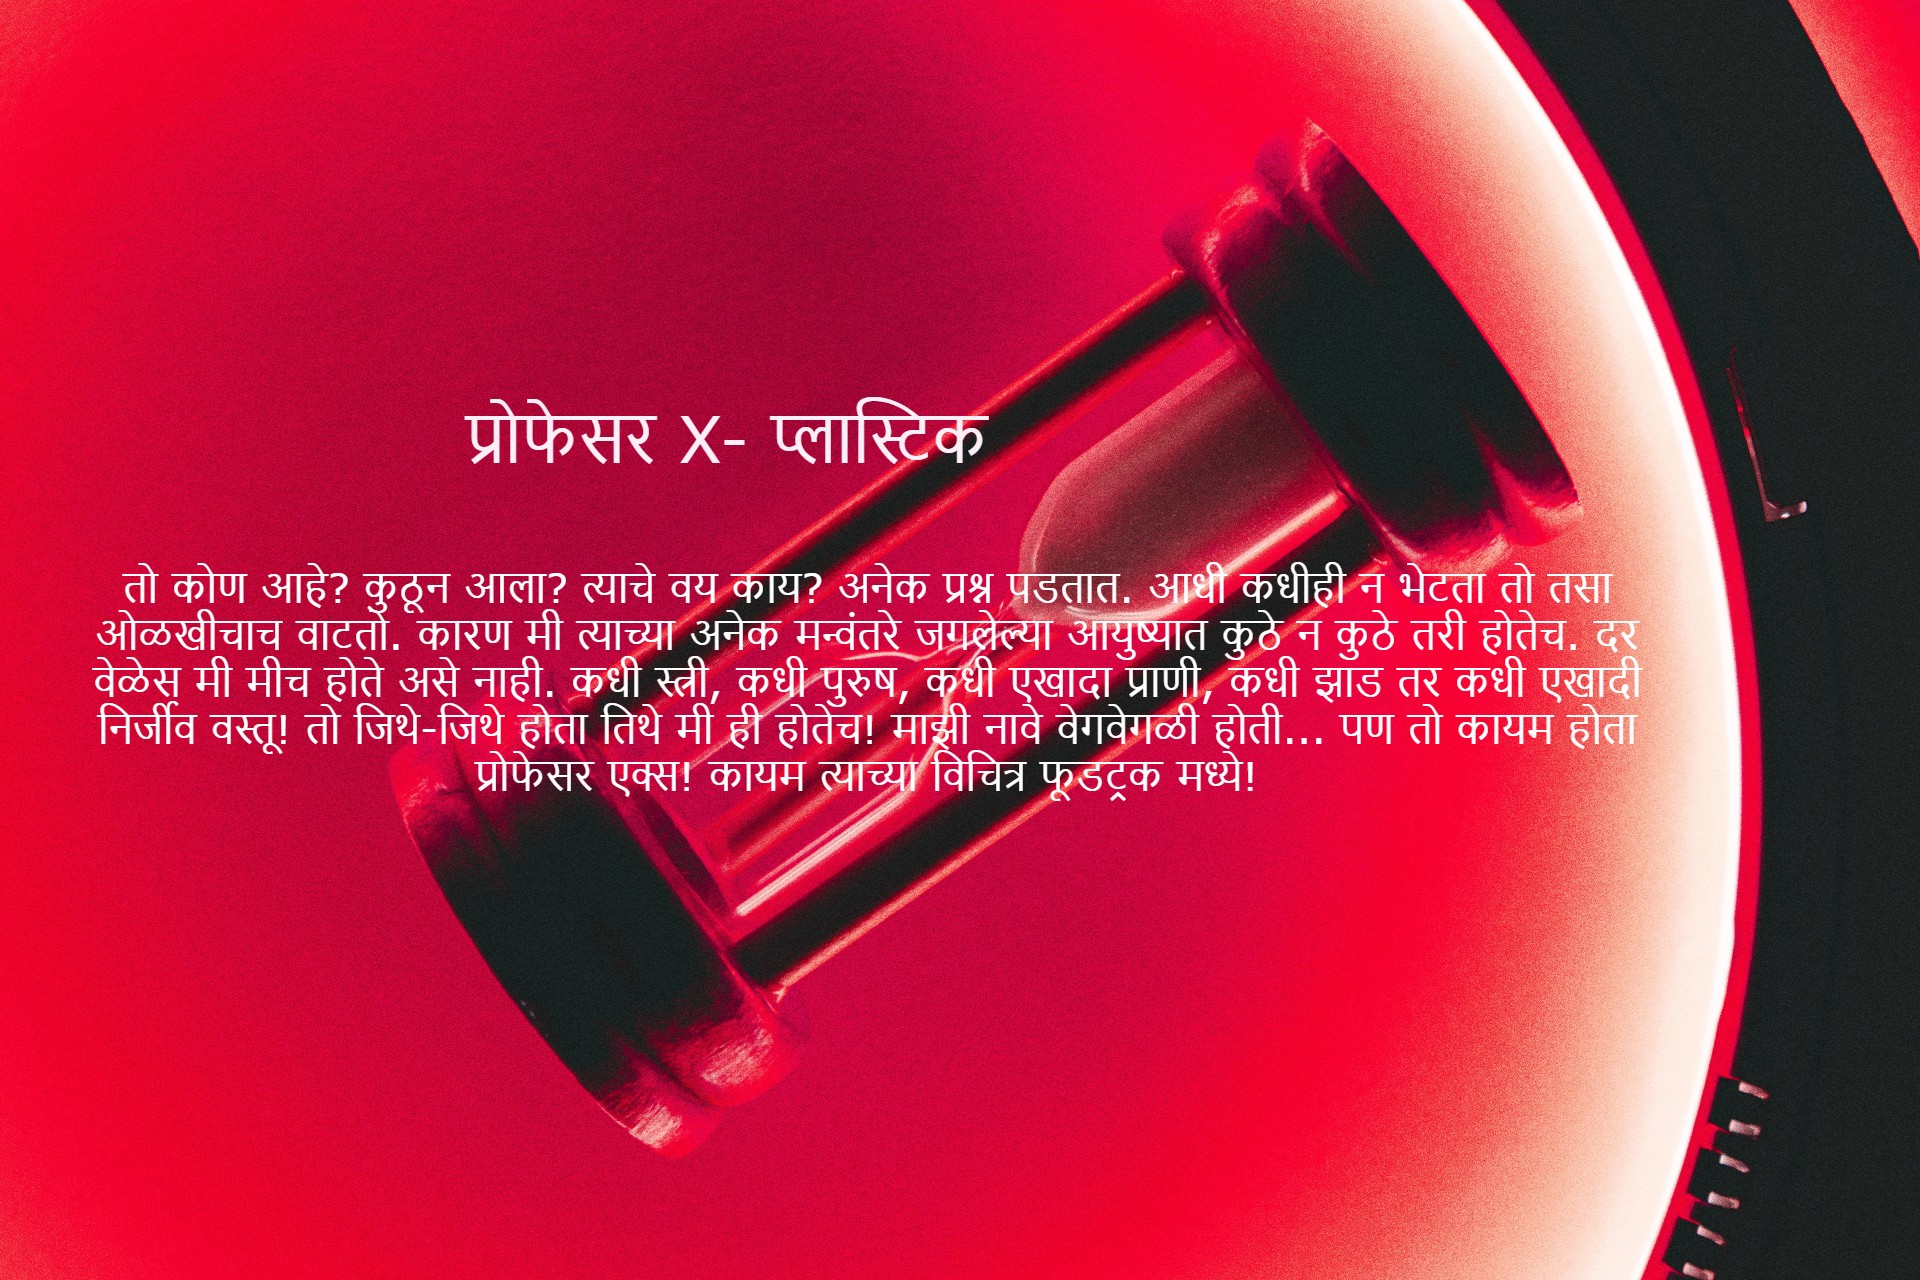 प्रोफेसर X- प्लास्टिक
तो कोण आहे? कुठून आला? त्याचे वय काय? अनेक प्रश्न पडतात. आधी कधीही न भेटता तो तसा
ओळखीचाच वाटतो. कारण मी त्याच्या अनेक मन्वंतरे जगलेल्या आयुष्यात कुठे न कुठे तरी होतेच. दर
वेळेस मी मीच होते असे नाही. कधी स्त्री, कधी पुरुष, कधी एखादा प्राणी, कधी झाड तर कधी एखादी
निर्जीव वस्तू! तो जिथे-जिथे होता तिथे मी ही होतेच! माझी नावे वेगवेगळी होती... पण तो कायम होता
प्रोफेसर एक्स! कायम त्याच्या विचित्र फूडट्रक मध्ये!